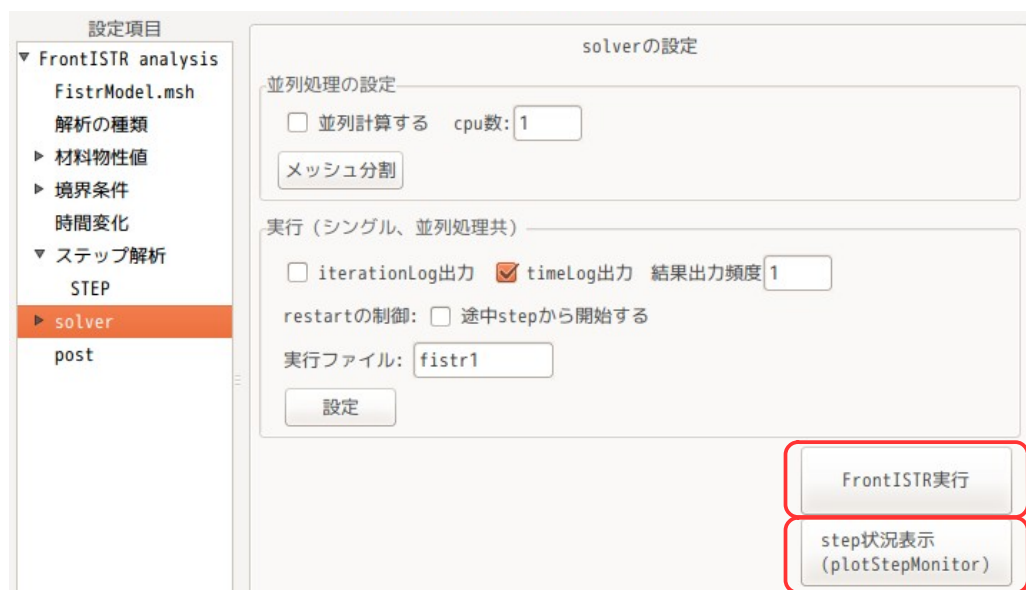 設定項目
FrontISTR analysis
FistrModel.msh
解析の種類
材料物性値
境界条件
時間変化
ステップ解析
STEP
solver
post
solverの設定
並列処理の設定
並列計算する cpu数: 1
メッシュ分割
実行（シングル、並列処理共）
iterationLog出力 timeLog出力 結果出力頻度 1
restartの制御: 途中stepから開始する
実行ファイル: fistr1
設定
FrontISTR実行
step状況表示
(plotStepMonitor)